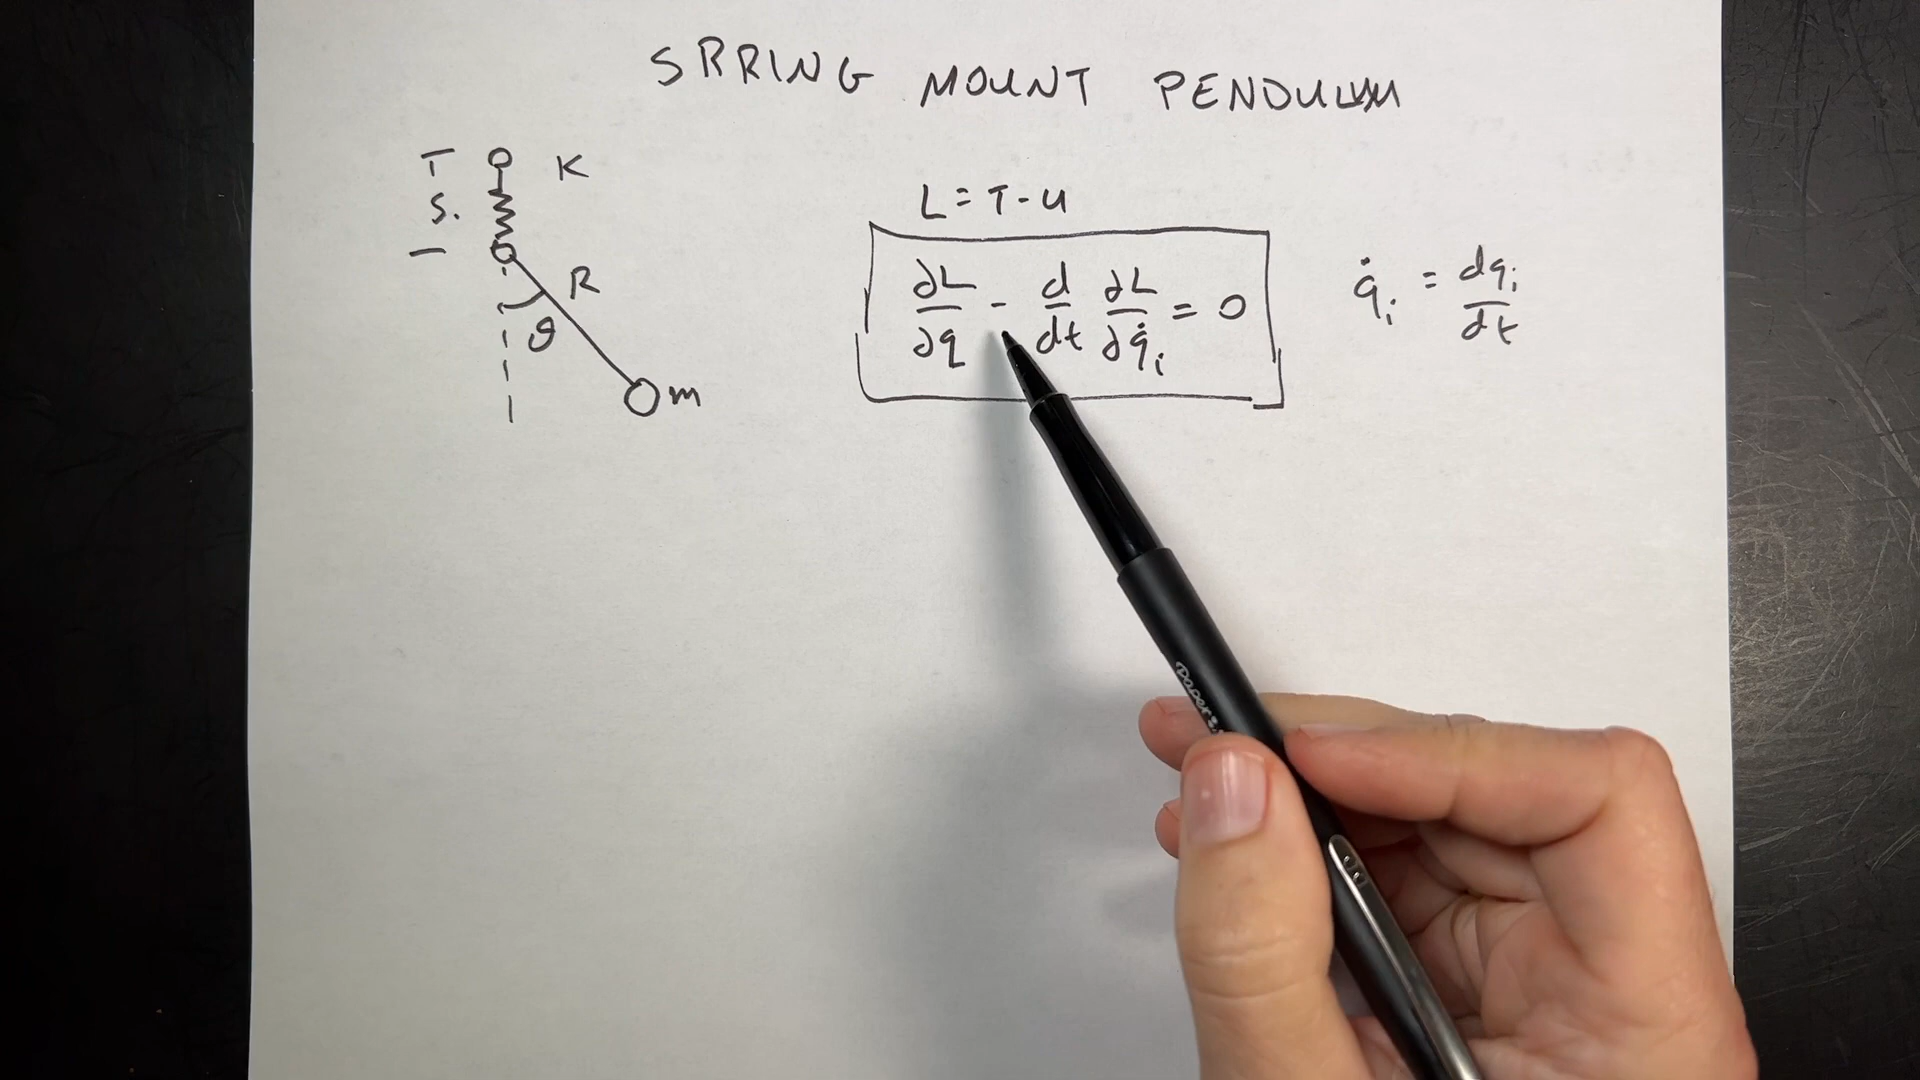 SPRING MOUNT PENDULUM
T K
S.
R
θ
m
L = T - U
∂L/∂q - d/dt ∂L/∂q̇i = 0
q̇i = dqi/dt